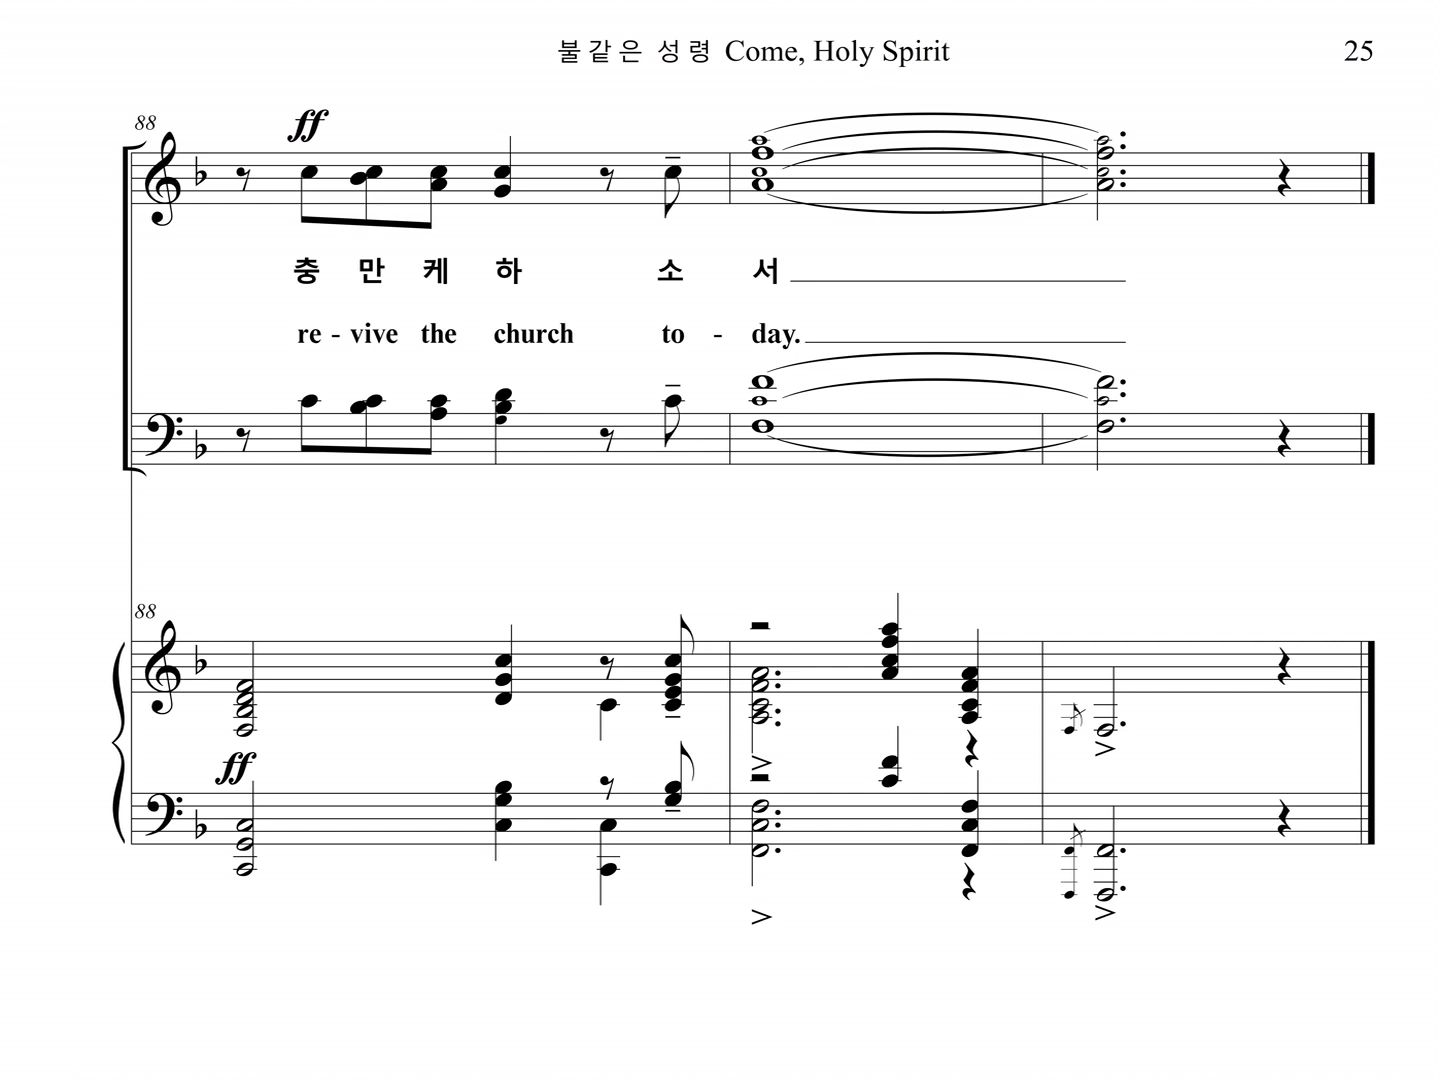 불같은 성령 Come, Holy Spirit 25
88
ff
충 만 케 하 소 서
re - vive the church to - day.
88
ff